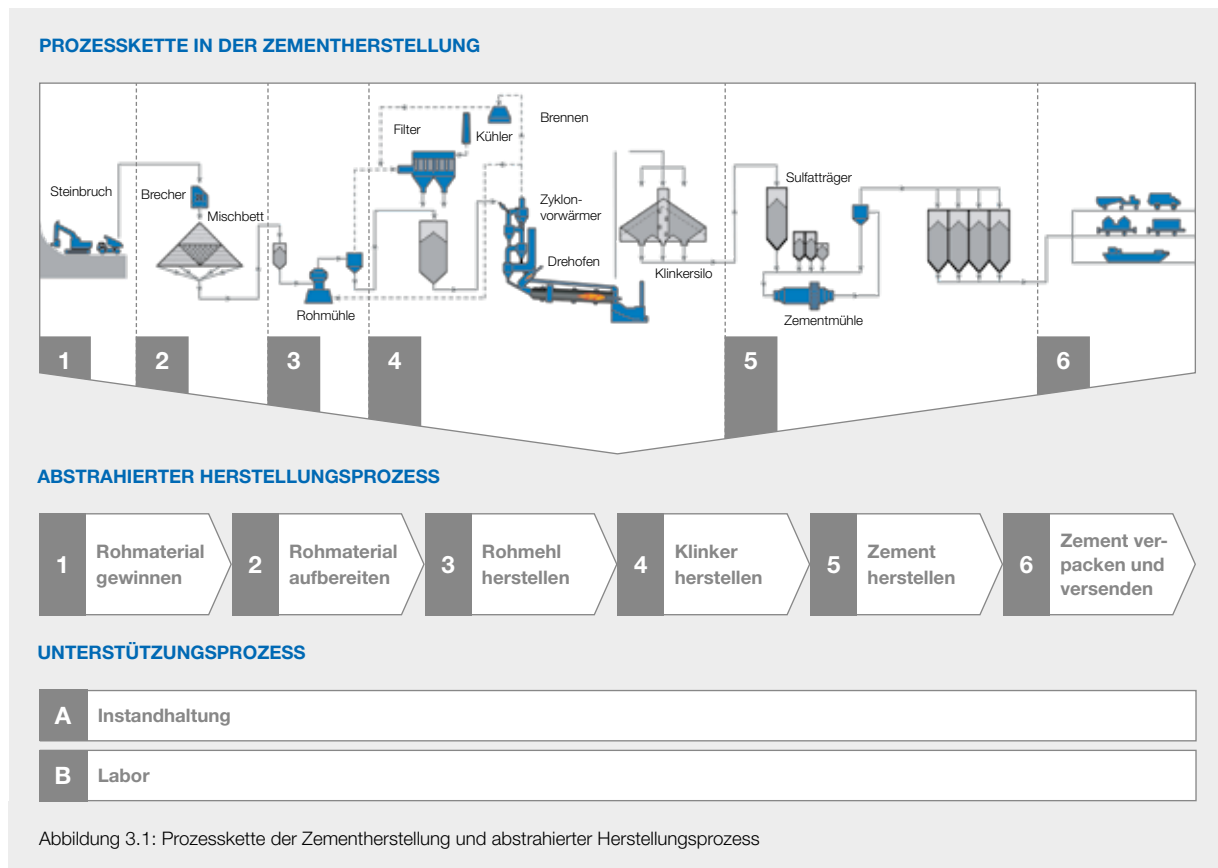 PROZESSKETTE IN DER ZEMENTHERSTELLUNG
Steinbruch
Brecher
Mischbett
Rohmühle
Filter
Kühler
Brennen
Zyklon-
vorwärmer
Drehofen
Klinkersilo
Sulfatträger
Zementmühle
1
2
3
4
5
6
ABSTRAHIERTER HERSTELLUNGSPROZESS
1
Rohmaterial
gewinnen
2
Rohmaterial
aufbereiten
3
Rohmehl
herstellen
4
Klinker
herstellen
5
Zement
herstellen
6
Zement ver-
packen und
versenden
UNTERSTÜTZUNGSPROZESS
A
Instandhaltung
B
Labor
Abbildung 3.1: Prozesskette der Zementherstellung und abstrahierter Herstellungsprozess